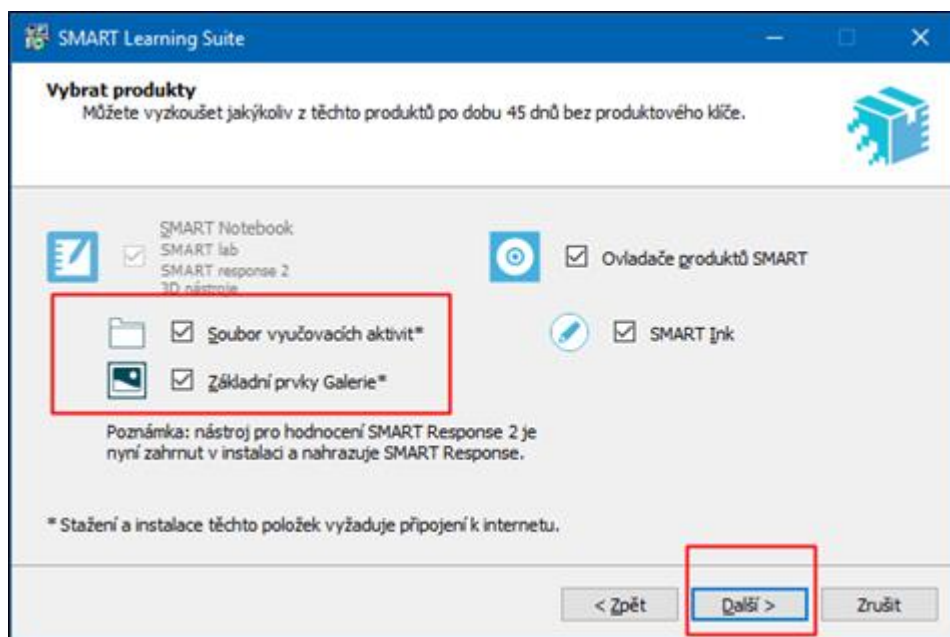 SMART Learning Suite
Vybrat produkty
Můžete vyzkoušet jakýkoliv z těchto produktů po dobu 45 dnů bez produktového klíče.
SMART Notebook
SMART lab
SMART response 2
3D nástroje
Ovladače produktů SMART
Soubor vyučovacích aktivit*
SMART Ink
Základní prvky Galerie*
Poznámka: nástroj pro hodnocení SMART Response 2 je
nyní zahrnut v instalaci a nahrazuje SMART Response.
* Stažení a instalace těchto položek vyžaduje připojení k internetu.
< Zpět
Další >
Zrušit